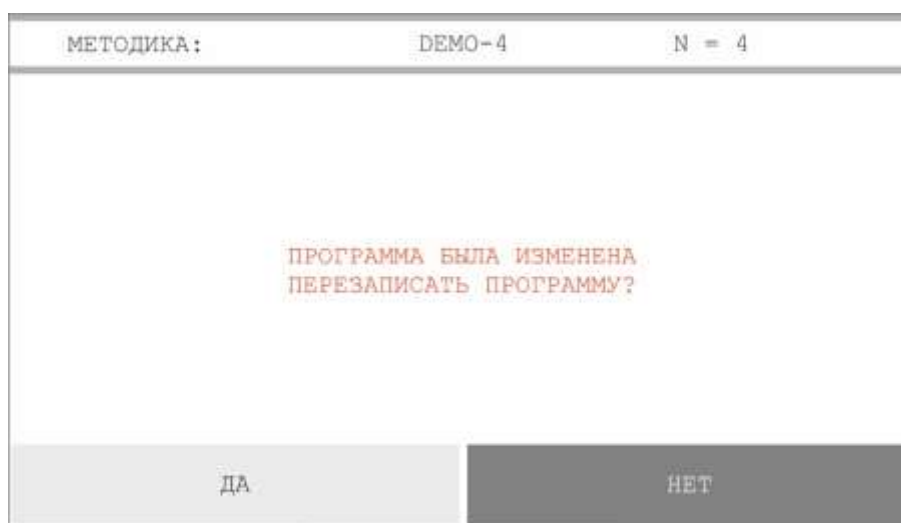 МЕТОДИКА: DEMO-4 N = 4
ПРОГРАММА БЫЛА ИЗМЕНЕНА
ПЕРЕЗАПИСАТЬ ПРОГРАММУ?
ДА НЕТ